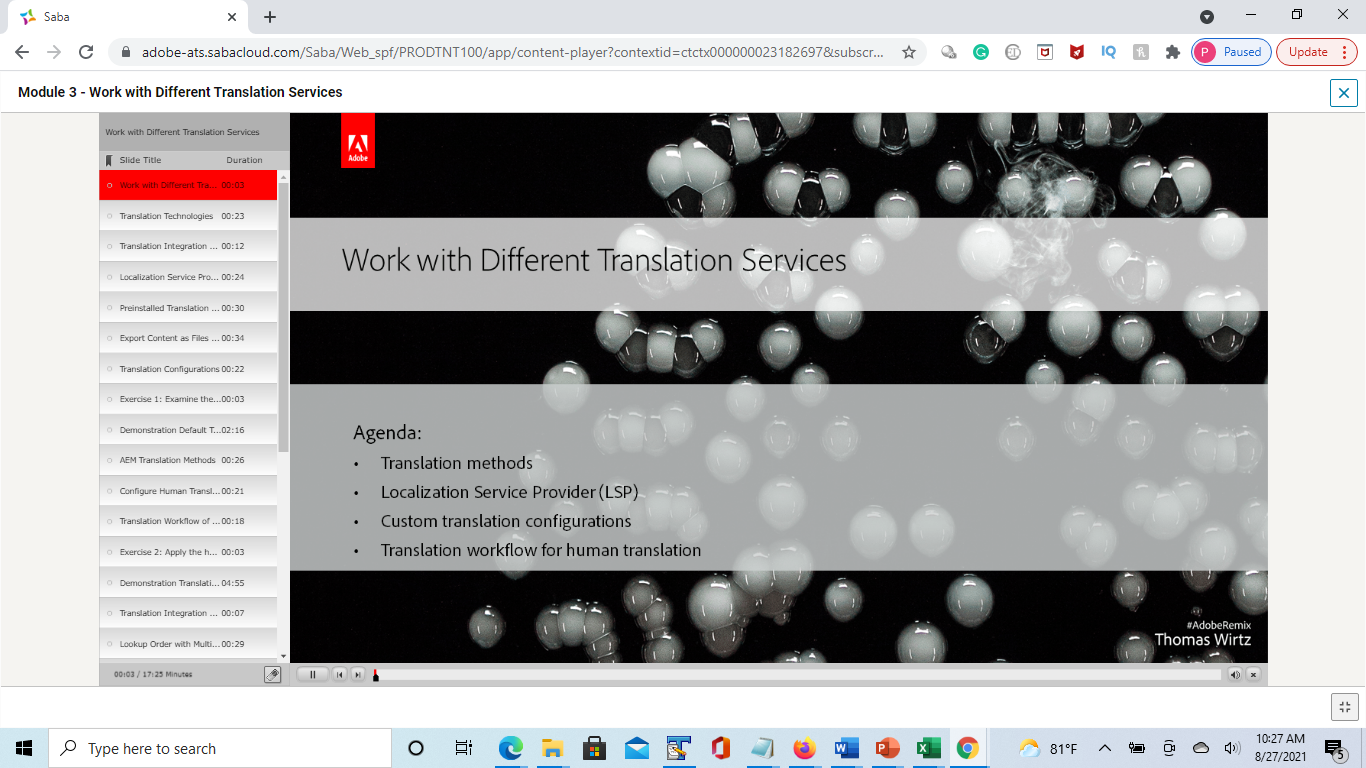 Saba
adobe-ats.sabacloud.com/Saba/Web_spf/PRODTNT100/app/content-player?contextid=ctctx000000023182697&subscr...
IQ
P Paused
Update
Module 3 - Work with Different Translation Services
Work with Different Translation Services
Slide Title Duration
Work with Different Tra... 00:03
Translation Technologies 00:23
Translation Integration ... 00:12
Localization Service Pro... 00:24
Preinstalled Translation ... 00:30
Export Content as Files ... 00:34
Translation Configurations 00:22
Exercise 1: Examine the... 00:03
Demonstration Default T... 02:16
AEM Translation Methods 00:26
Configure Human Transl... 00:21
Translation Workflow of ... 00:18
Exercise 2: Apply the h... 00:03
Demonstration Translati... 04:55
Translation Integration ... 00:07
Lookup Order with Multi... 00:29
00:03 / 17:25 Minutes
Adobe
Work with Different Translation Services
Agenda:
• Translation methods
• Localization Service Provider (LSP)
• Custom translation configurations
• Translation workflow for human translation
#AdobeRemix
Thomas Wirtz
Type here to search
81°F
10:27 AM
8/27/2021
5